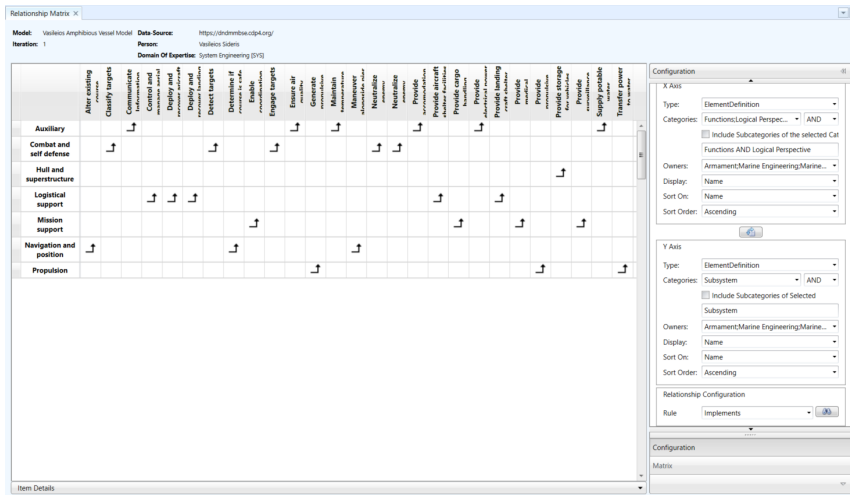 Relationship Matrix ×
Model: Vasileios Amphibious Vessel Model Data-Source: https://dndmmbse.cdp4.org/
Iteration: 1 Person: Vasileios Sideris
Domain Of Expertise: System Engineering [SYS]
Alter existing
Classify targets
Communicate
Control and
Deploy and
Deploy and
Detect targets
Determine if
Enable
Engage targets
Ensure air
Generate
Maintain
Maneuver
Neutralize
Neutralize
Provide
Provide aircraft
Provide cargo
Provide
Provide landing
Provide
Provide
Provide storage
Provide
Supply potable
Transfer power
Auxiliary
Combat and
self defense
Hull and
superstructure
Logistical
support
Mission
support
Navigation and
position
Propulsion
Item Details
Configuration
X Axis
Type: ElementDefinition
Categories: Functions;Logical Perspec... AND
Include Subcategories of the selected Cat
Functions AND Logical Perspective
Owners: Armament;Marine Engineering;Marine...
Display: Name
Sort On: Name
Sort Order: Ascending
Y Axis
Type: ElementDefinition
Categories: Subsystem AND
Include Subcategories of Selected
Subsystem
Owners: Armament;Marine Engineering;Marine...
Display: Name
Sort On: Name
Sort Order: Ascending
Relationship Configuration
Rule Implements
Configuration
Matrix